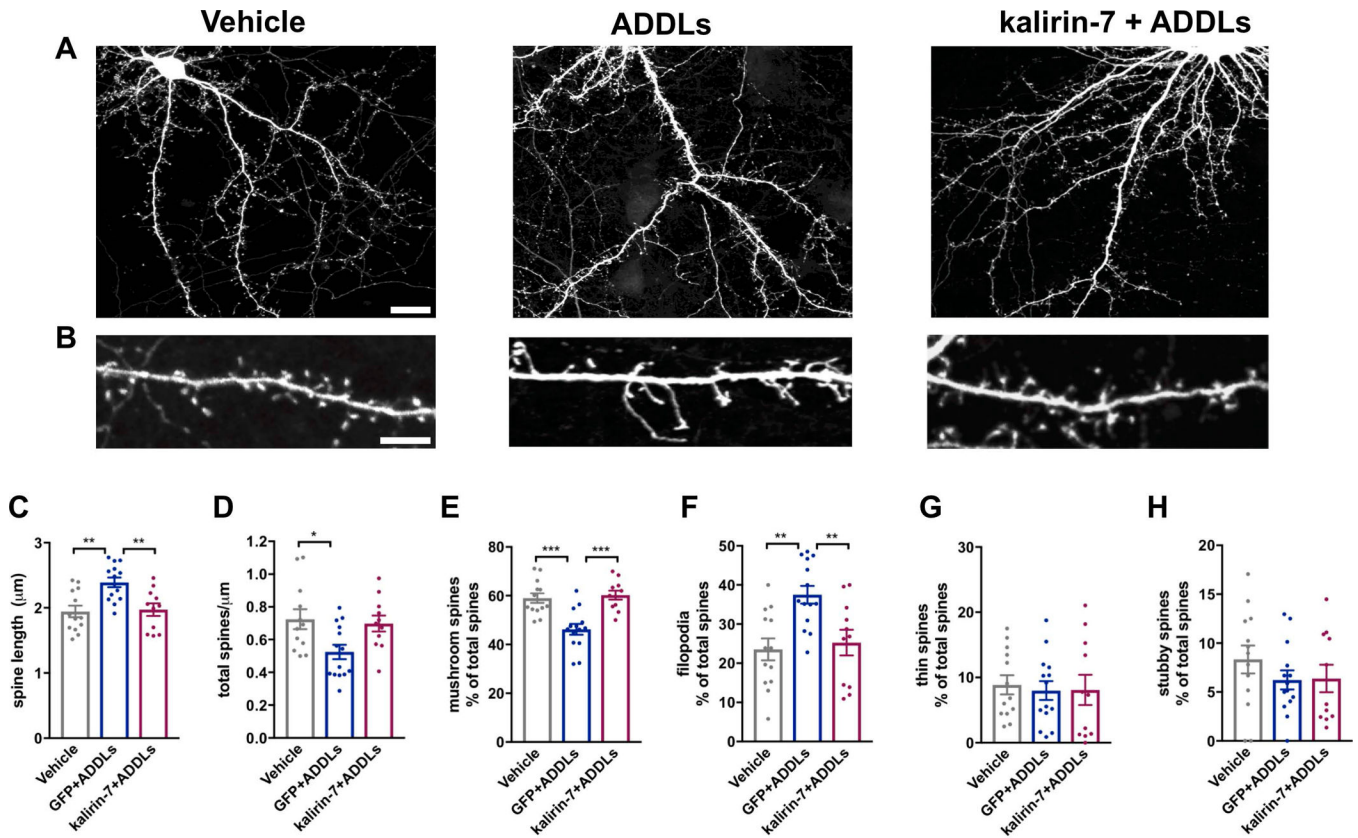 Vehicle
ADDLs
kalirin-7 + ADDLs
A
B
C
D
E
F
G
H
**
**
spine length (μm)
3
2
1
0
Vehicle
GFP+ADDLs
kalirin-7+ADDLs
*
total spines/μm
1.2
1.0
0.8
0.6
0.4
0.2
0.0
Vehicle
GFP+ADDLs
kalirin-7+ADDLs
***
***
mushroom spines
% of total spines
80
60
40
20
0
Vehicle
GFP+ADDLs
kalirin-7+ADDLs
**
**
filopodia
% of total spines
50
40
30
20
10
0
Vehicle
GFP+ADDLs
kalirin-7+ADDLs
thin spines
% of total spines
30
20
10
0
Vehicle
GFP+ADDLs
kalirin-7+ADDLs
stubby spines
% of total spines
20
15
10
5
0
Vehicle
GFP+ADDLs
kalirin-7+ADDLs